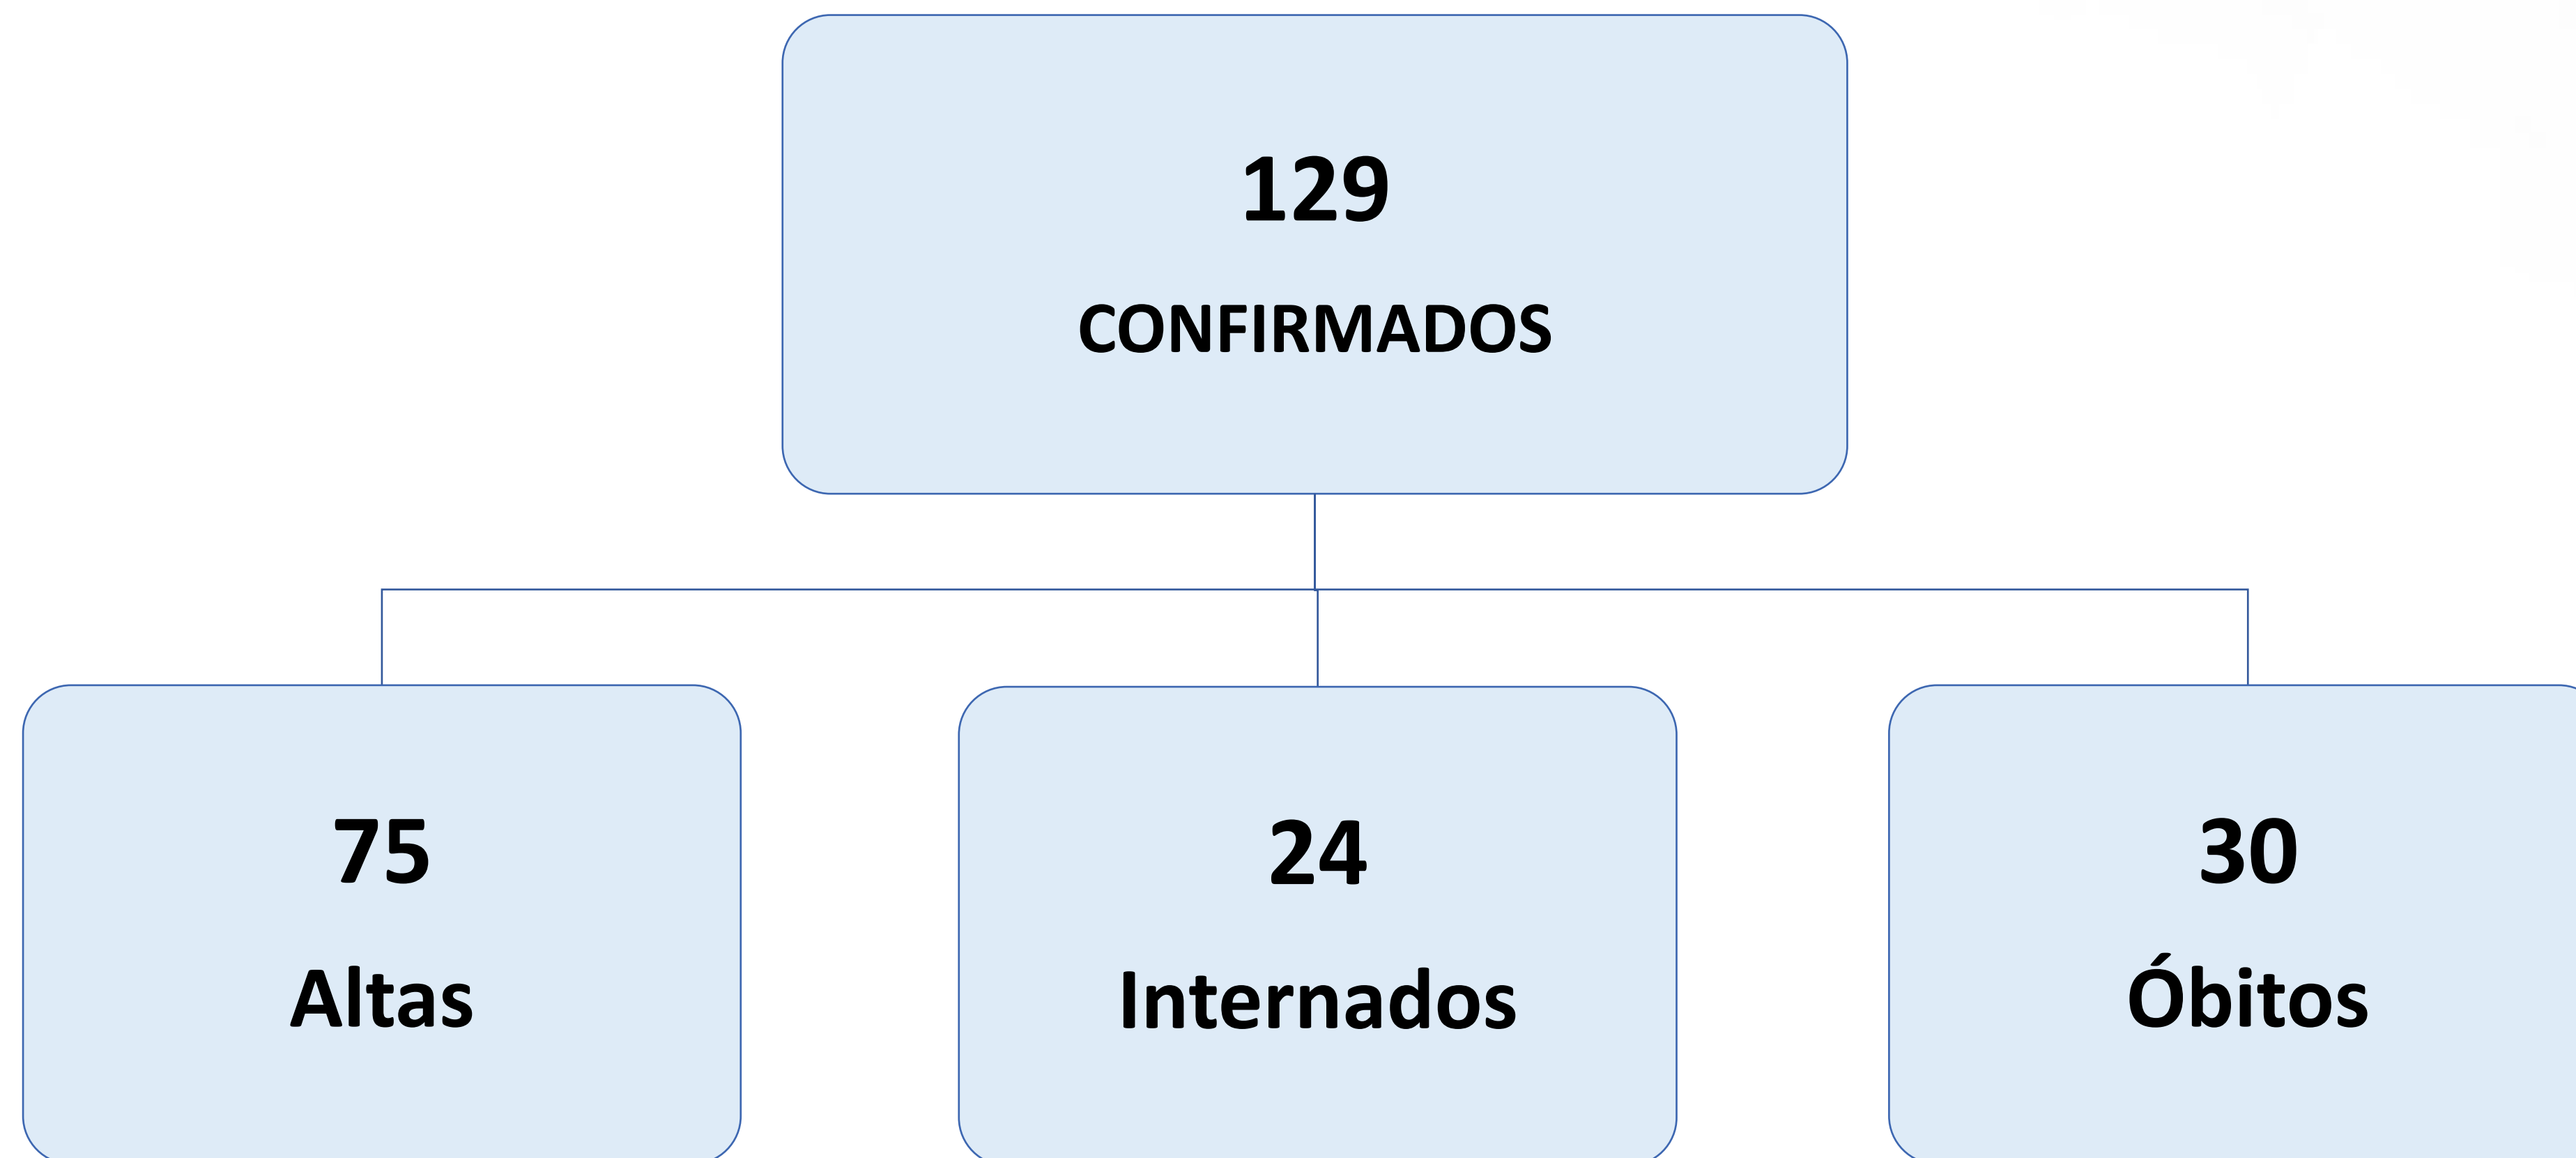 129
CONFIRMADOS
75
Altas
24
Internados
30
Óbitos